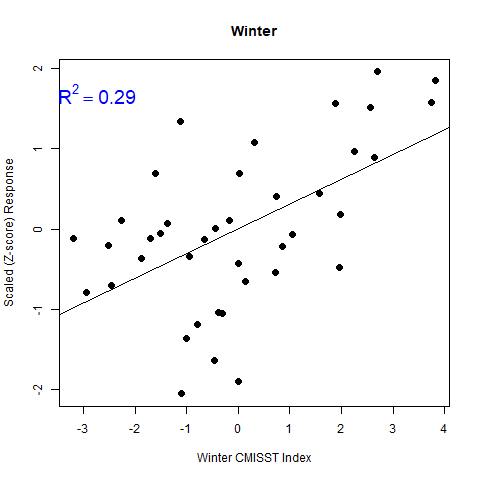 Winter
R² = 0.29
2
1
0
-1
-2
Scaled (Z-score) Response
-3 -2 -1 0 1 2 3 4
Winter CMISST Index